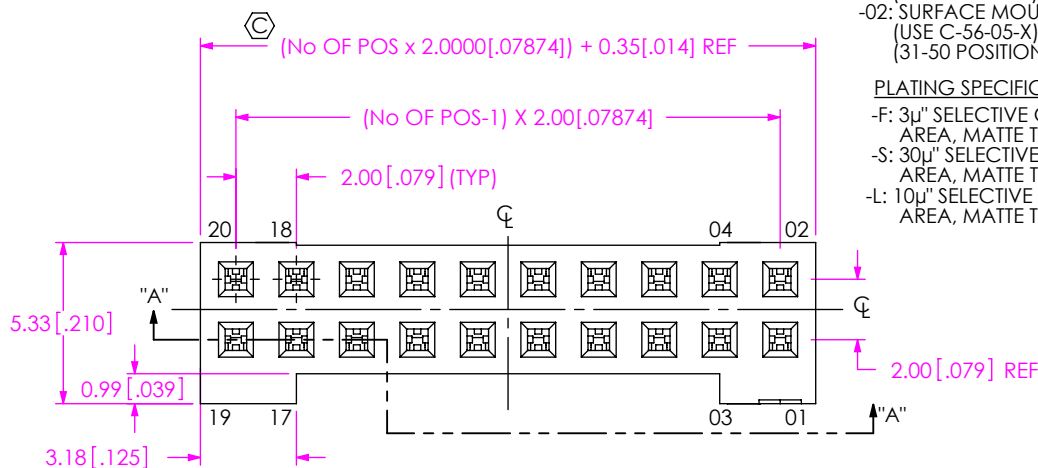 C
-02: SURFACE MOU
(USE C-56-05-X)
(31-50 POSITION
(No OF POS x 2.0000[.07874]) + 0.35[.014] REF
PLATING SPECIFIC
-F: 3µ" SELECTIVE
AREA, MATTE T
-S: 30µ" SELECTIVE
AREA, MATTE T
-L: 10µ" SELECTIVE
AREA, MATTE T
(No OF POS-1) X 2.00[.07874]
2.00[.079] (TYP)
℄
20 18 04 02
"A"
5.33[.210]
℄
2.00[.079] REF
0.99[.039]
19 17 03 01
"A"
3.18[.125]